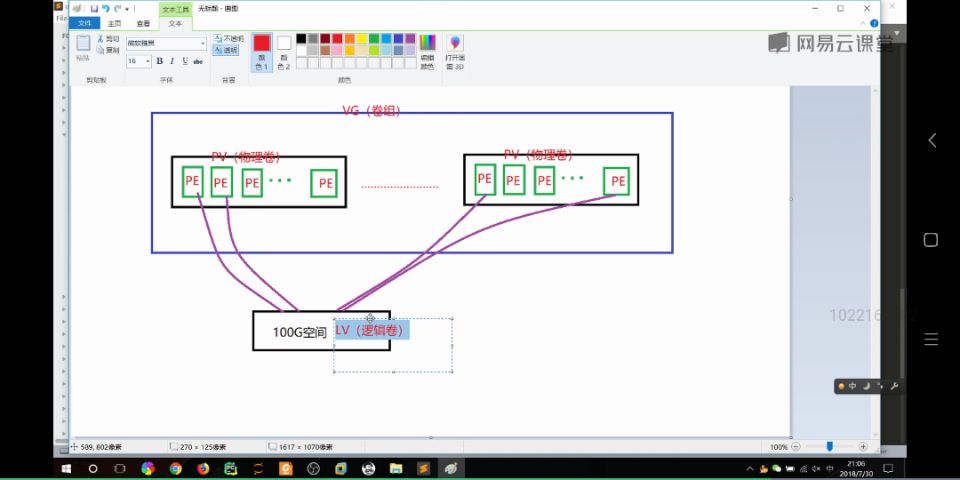 文本工具
无标题 - 画图
文件 主页 查看 文本
粘贴
剪切
复制
剪贴板
微软雅黑
16
B I U abc
字体
不透明
透明
背景
颜色 1
颜色 2
颜色
编辑颜色
打开画图 3D
网易云课堂
VG（卷组）
PV（物理卷）
PV（物理卷）
PE PE PE ··· PE
PE PE PE ··· PE
100G空间
LV（逻辑卷）
中
589, 802像素
270 × 125像素
1617 × 1070像素
100%
中
21:06
2018/7/30